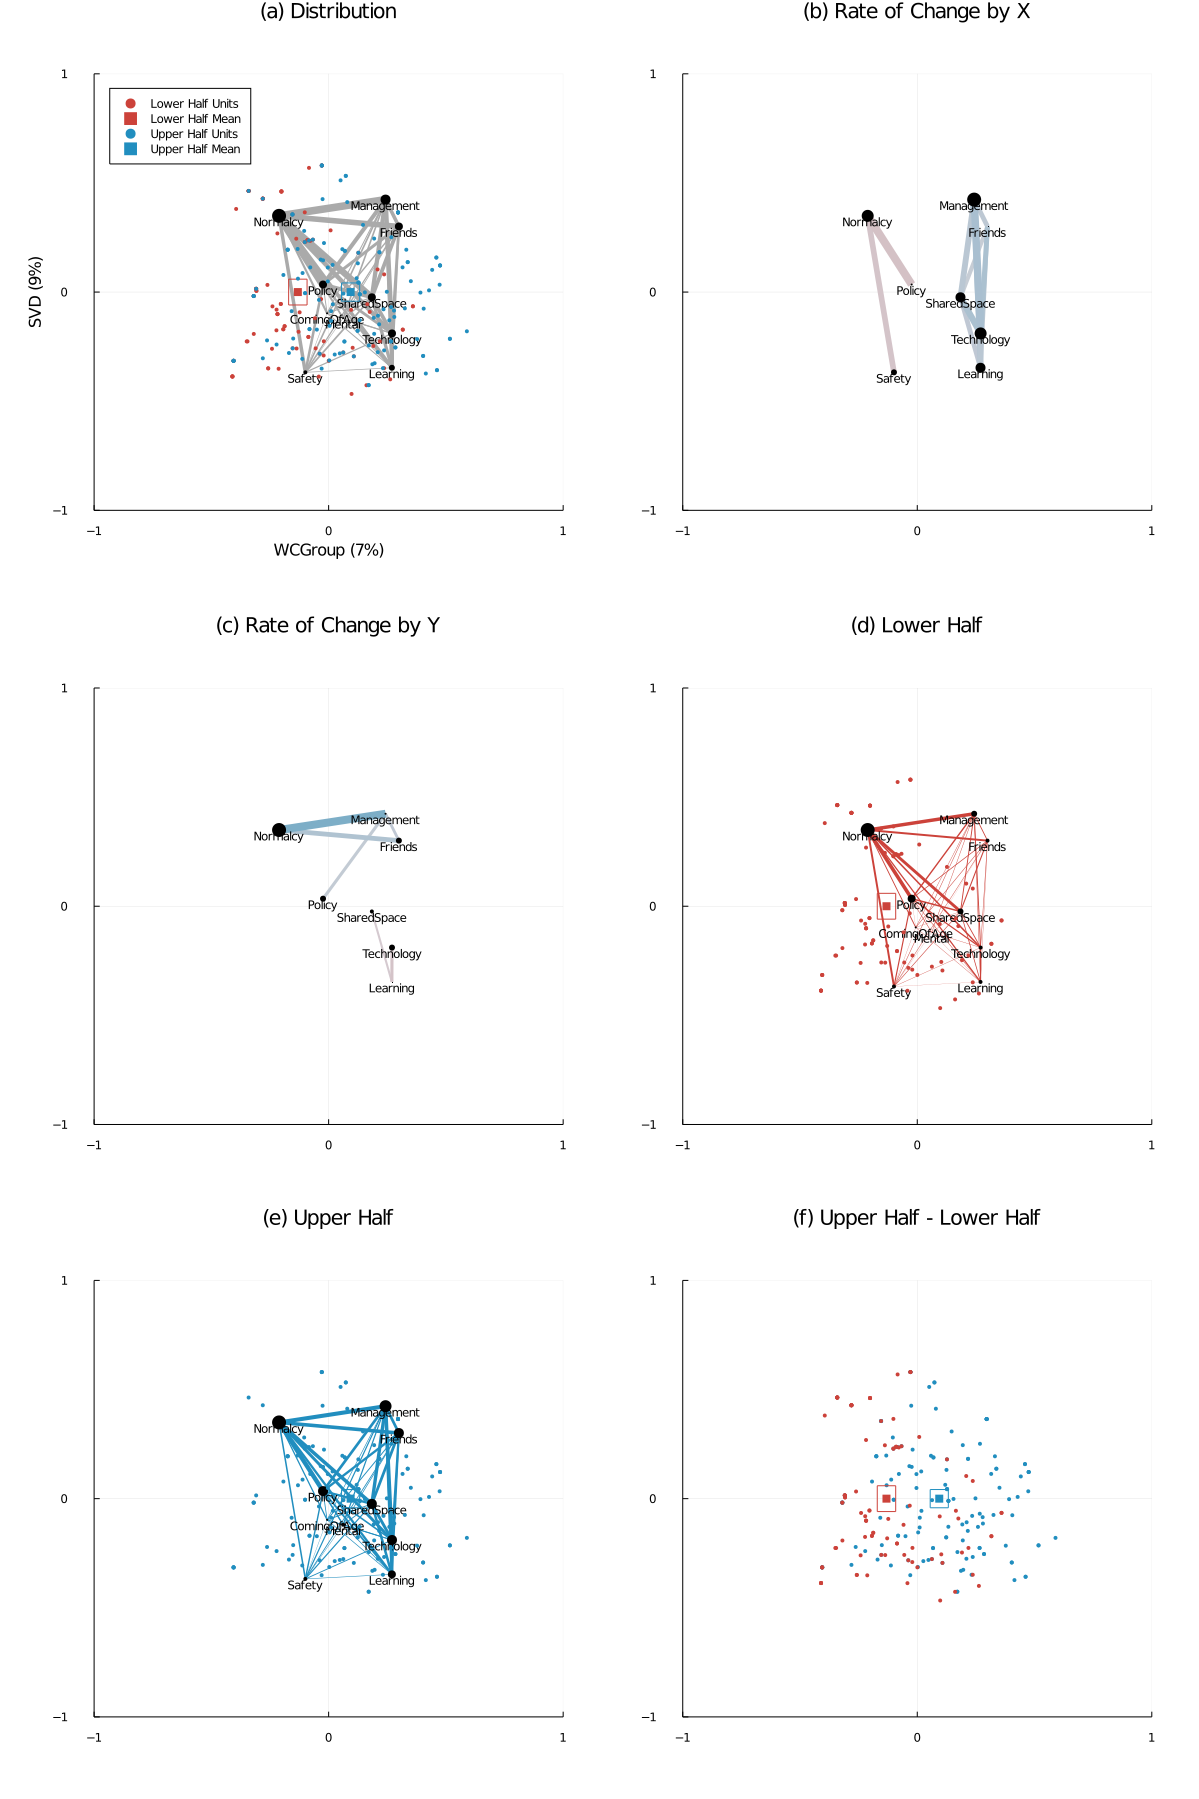 (a) Distribution
1
Lower Half Units
Lower Half Mean
Upper Half Units
Upper Half Mean
Management
Normalcy
Friends
SVD (9%)
0
Policy
SharedSpace
ComingOfAge
Mental
Technology
Learning
Safety
−1
−1
0
1
WCGroup (7%)
(b) Rate of Change by X
1
Management
Normalcy
Friends
0
Policy
SharedSpace
Technology
Learning
Safety
−1
−1
0
1
(c) Rate of Change by Y
1
Management
Normalcy
Friends
0
Policy
SharedSpace
Technology
Learning
−1
−1
0
1
(d) Lower Half
1
Management
Normalcy
Friends
0
Policy
SharedSpace
ComingOfAge
Mental
Technology
Learning
Safety
−1
−1
0
1
(e) Upper Half
1
Management
Normalcy
Friends
0
Policy
SharedSpace
ComingOfAge
Mental
Technology
Learning
Safety
−1
−1
0
1
(f) Upper Half - Lower Half
1
0
−1
−1
0
1